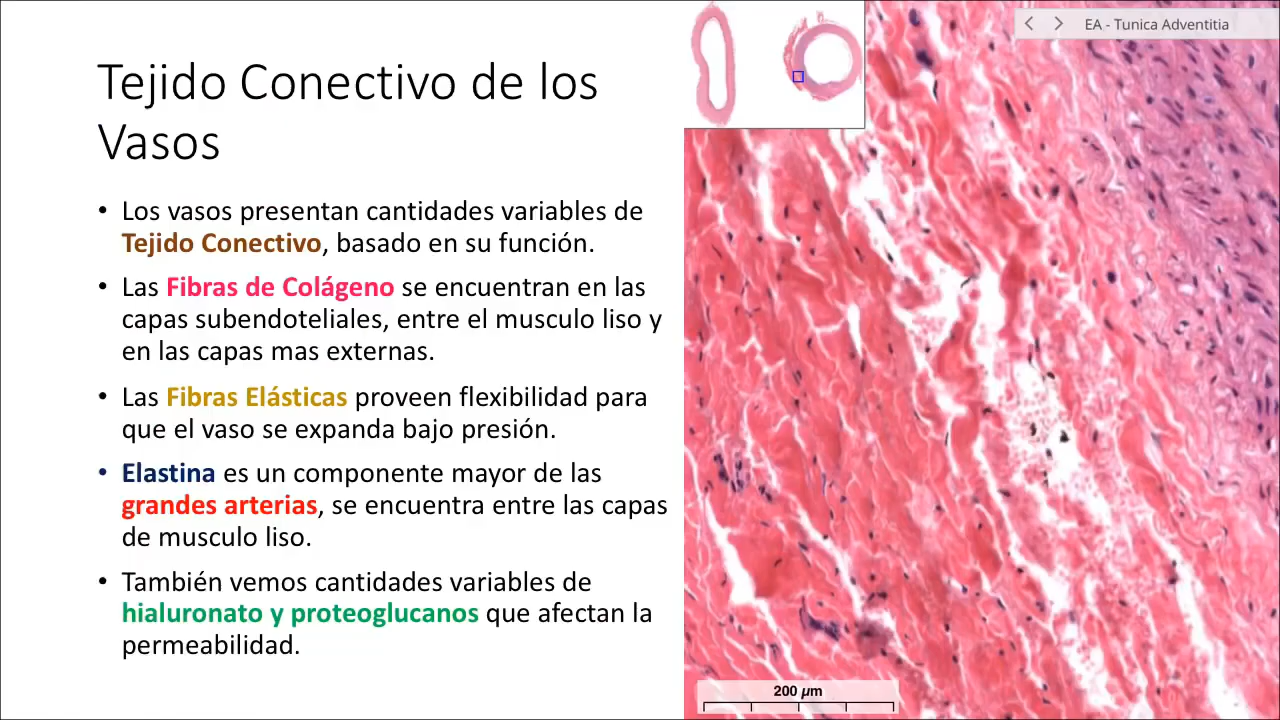 Tejido Conectivo de los
Vasos
• Los vasos presentan cantidades variables de
Tejido Conectivo, basado en su función.
• Las Fibras de Colágeno se encuentran en las
capas subendoteliales, entre el musculo liso y
en las capas mas externas.
• Las Fibras Elásticas proveen flexibilidad para
que el vaso se expanda bajo presión.
• Elastina es un componente mayor de las
grandes arterias, se encuentra entre las capas
de musculo liso.
• También vemos cantidades variables de
hialuronato y proteoglucanos que afectan la
permeabilidad.
EA - Tunica Adventitia
200 µm